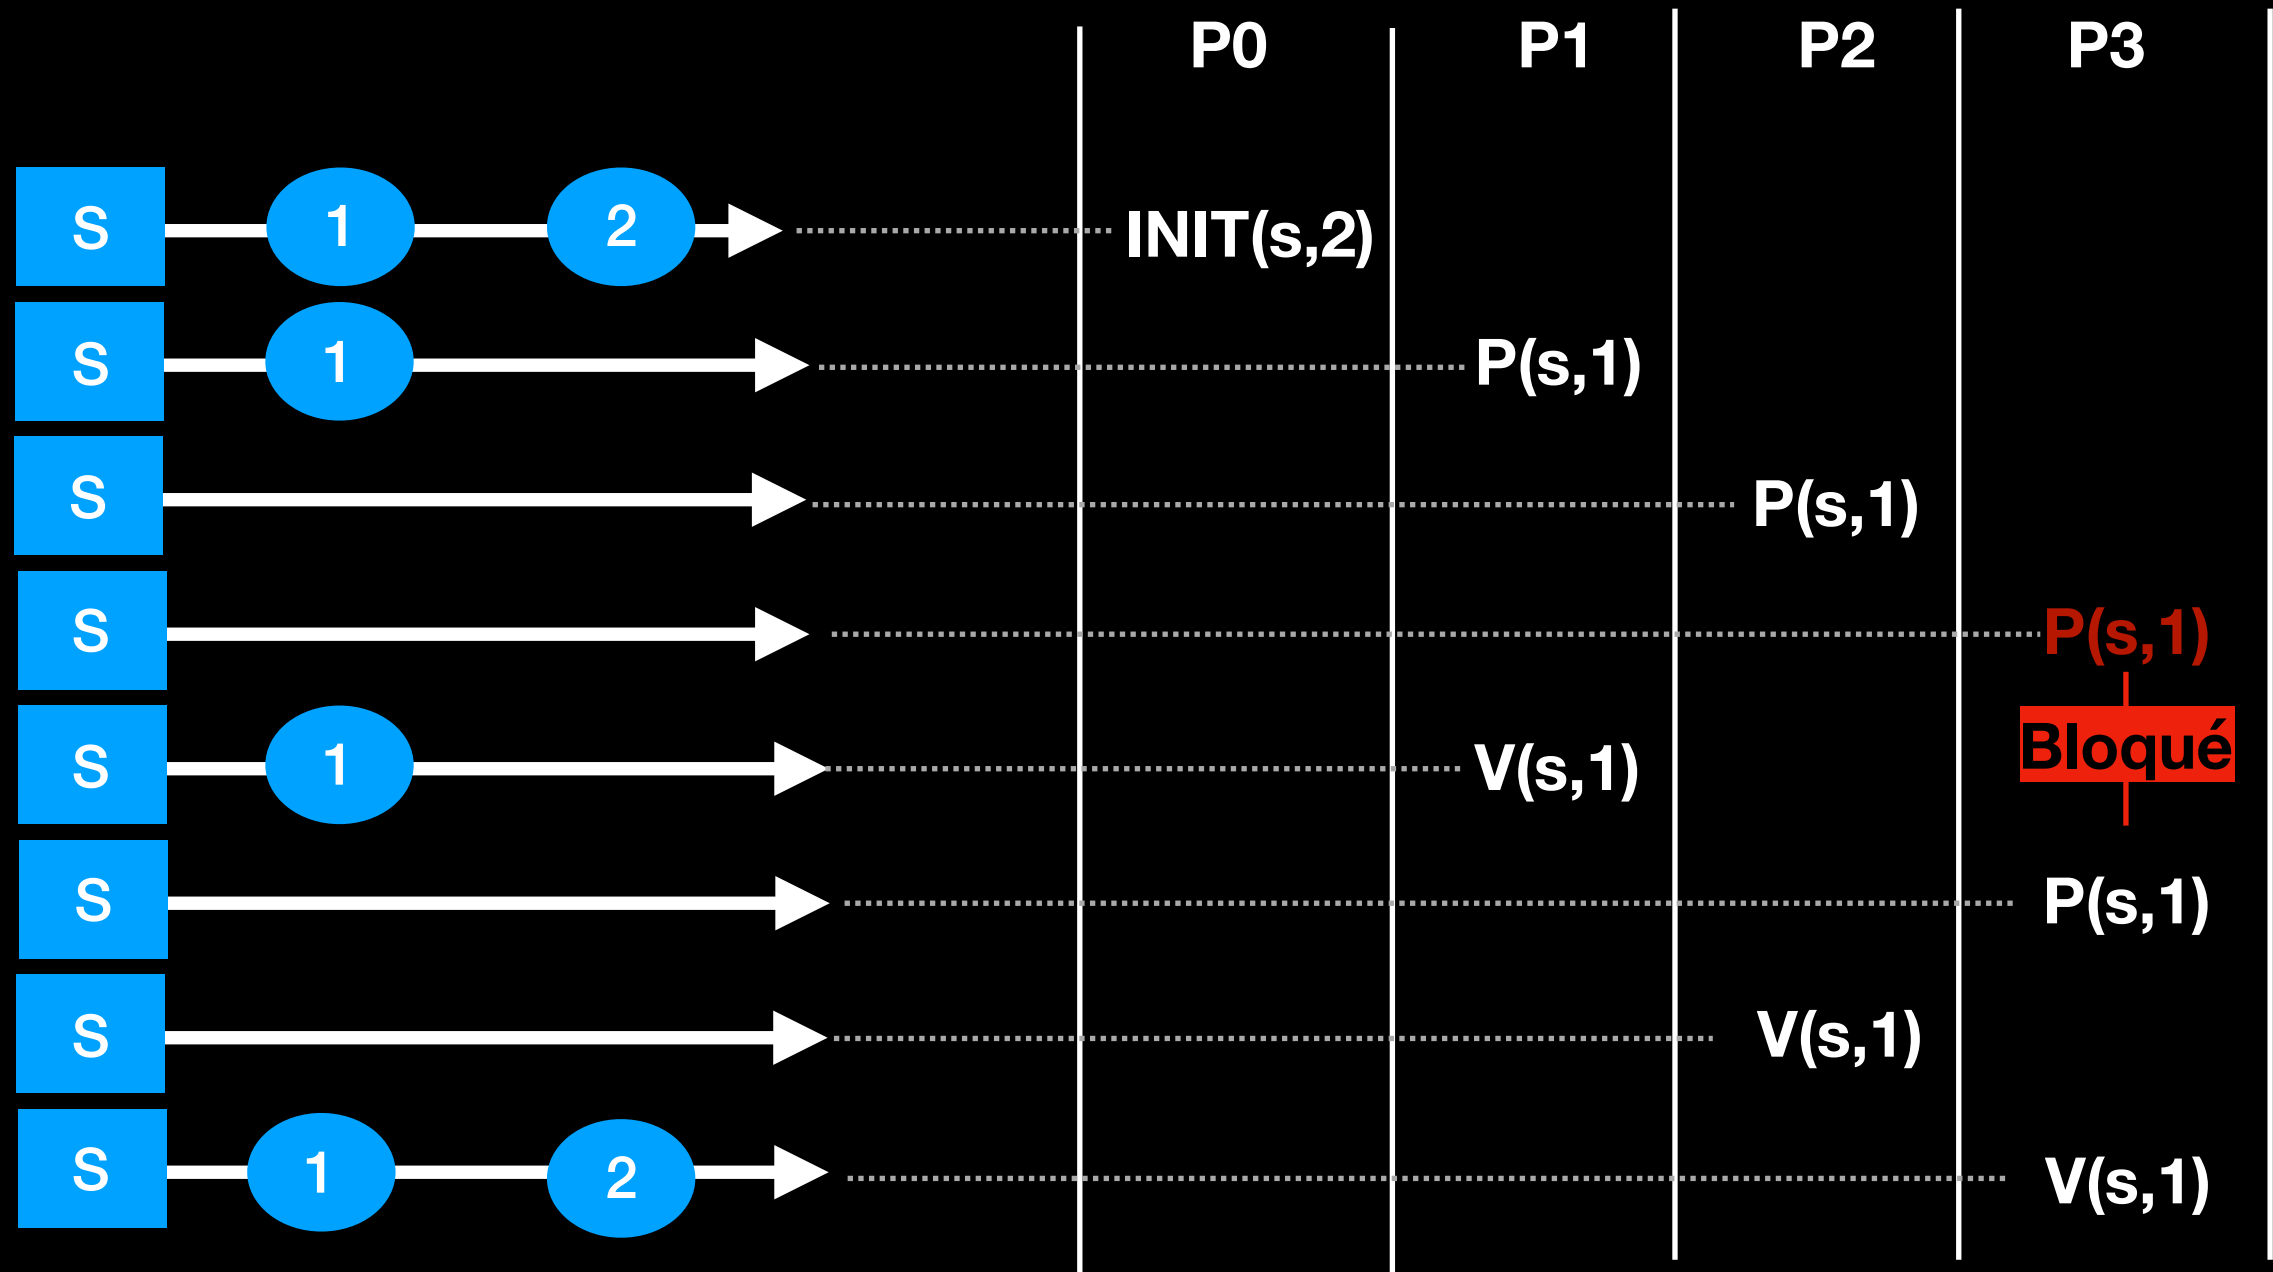 P0 P1 P2 P3
S 1 2 INIT(s,2)
S 1 P(s,1)
S P(s,1)
S P(s,1)
S 1 V(s,1) Bloqué
S P(s,1)
S V(s,1)
S 1 2 V(s,1)